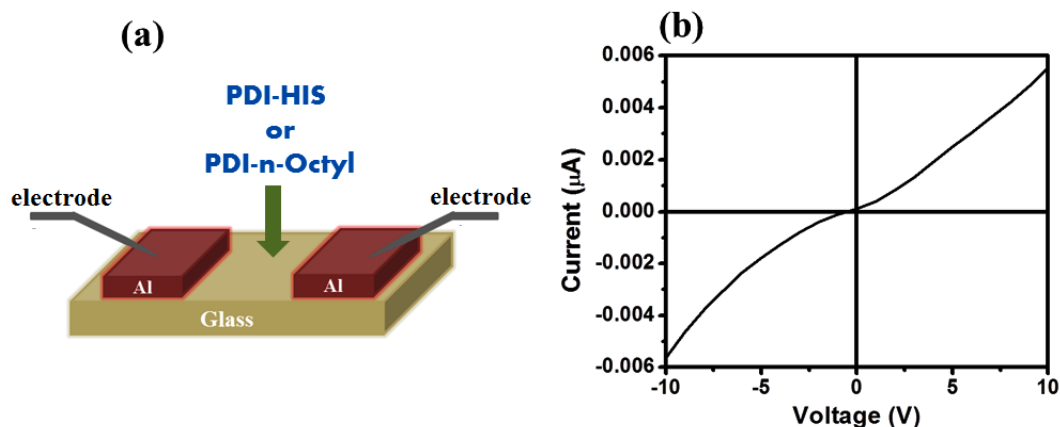 (a)
PDI-HIS
or
PDI-n-Octyl
electrode
electrode
Al
Al
Glass
(b)
0.006
0.004
0.002
0.000
-0.002
-0.004
-0.006
Current (μA)
-10
-5
0
5
10
Voltage (V)